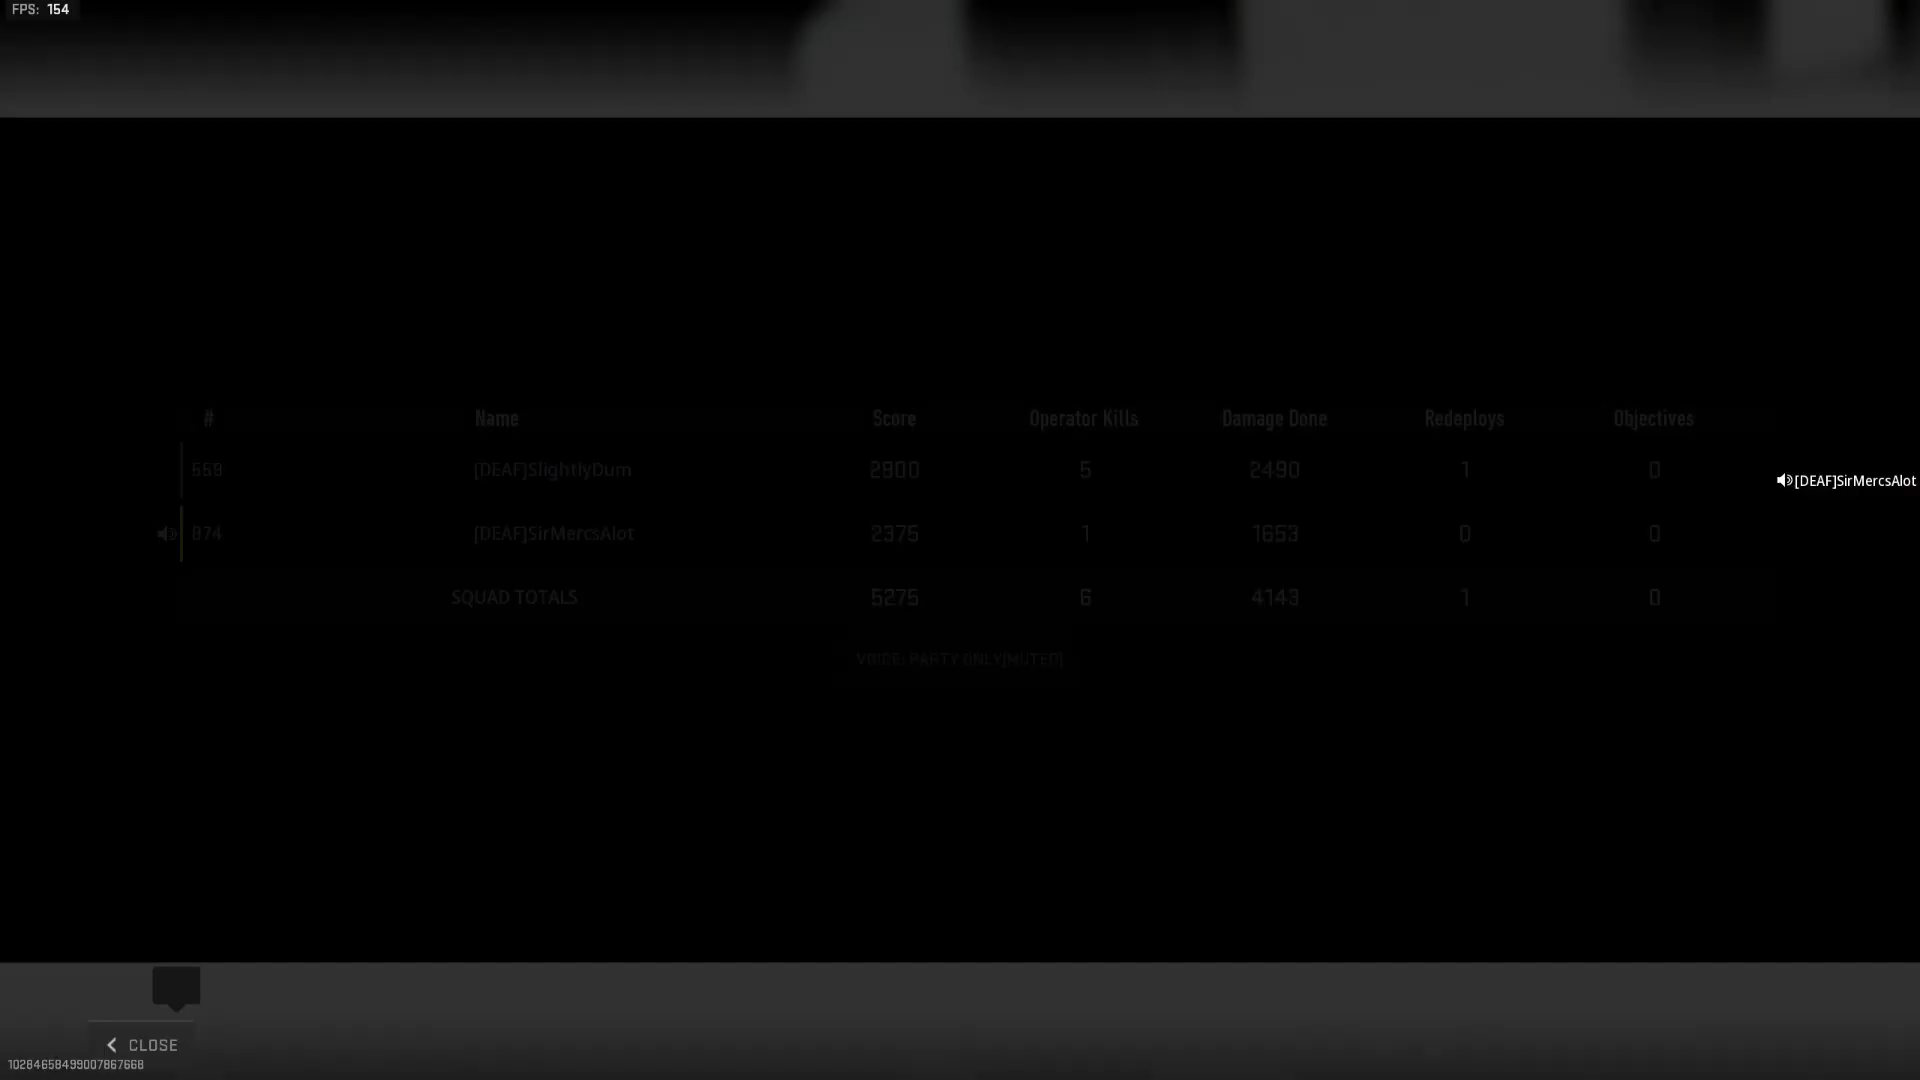 FPS: 154
# Name Score Operator Kills Damage Done Redeploys Objectives
559 [DEAF]SlightlyDum 2900 5 2490 1 0
[DEAF]SirMercsAlot
074 [DEAF]SirMercsAlot 2375 1 1653 0 0
SQUAD TOTALS 5275 6 4143 1 0
VOICE: PARTY ONLY(MUTED)
CLOSE
10284658499007867668